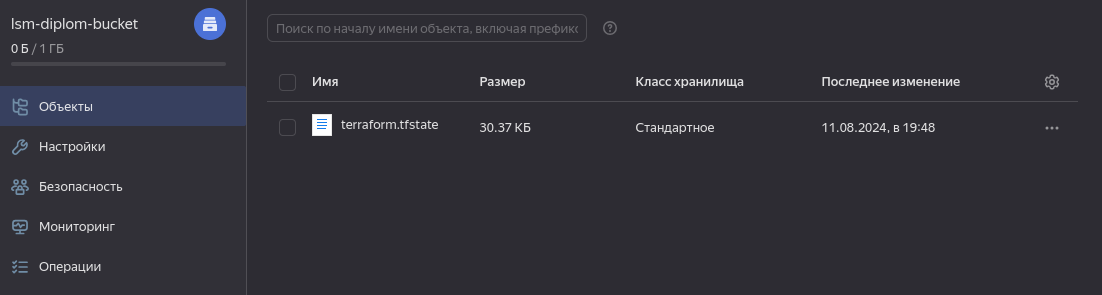 lsm-diplom-bucket
0 Б / 1 ГБ
Объекты
Настройки
Безопасность
Мониторинг
Операции
Поиск по началу имени объекта, включая префикс
Имя Размер Класс хранилища Последнее изменение
terraform.tfstate 30.37 КБ Стандартное 11.08.2024, в 19:48